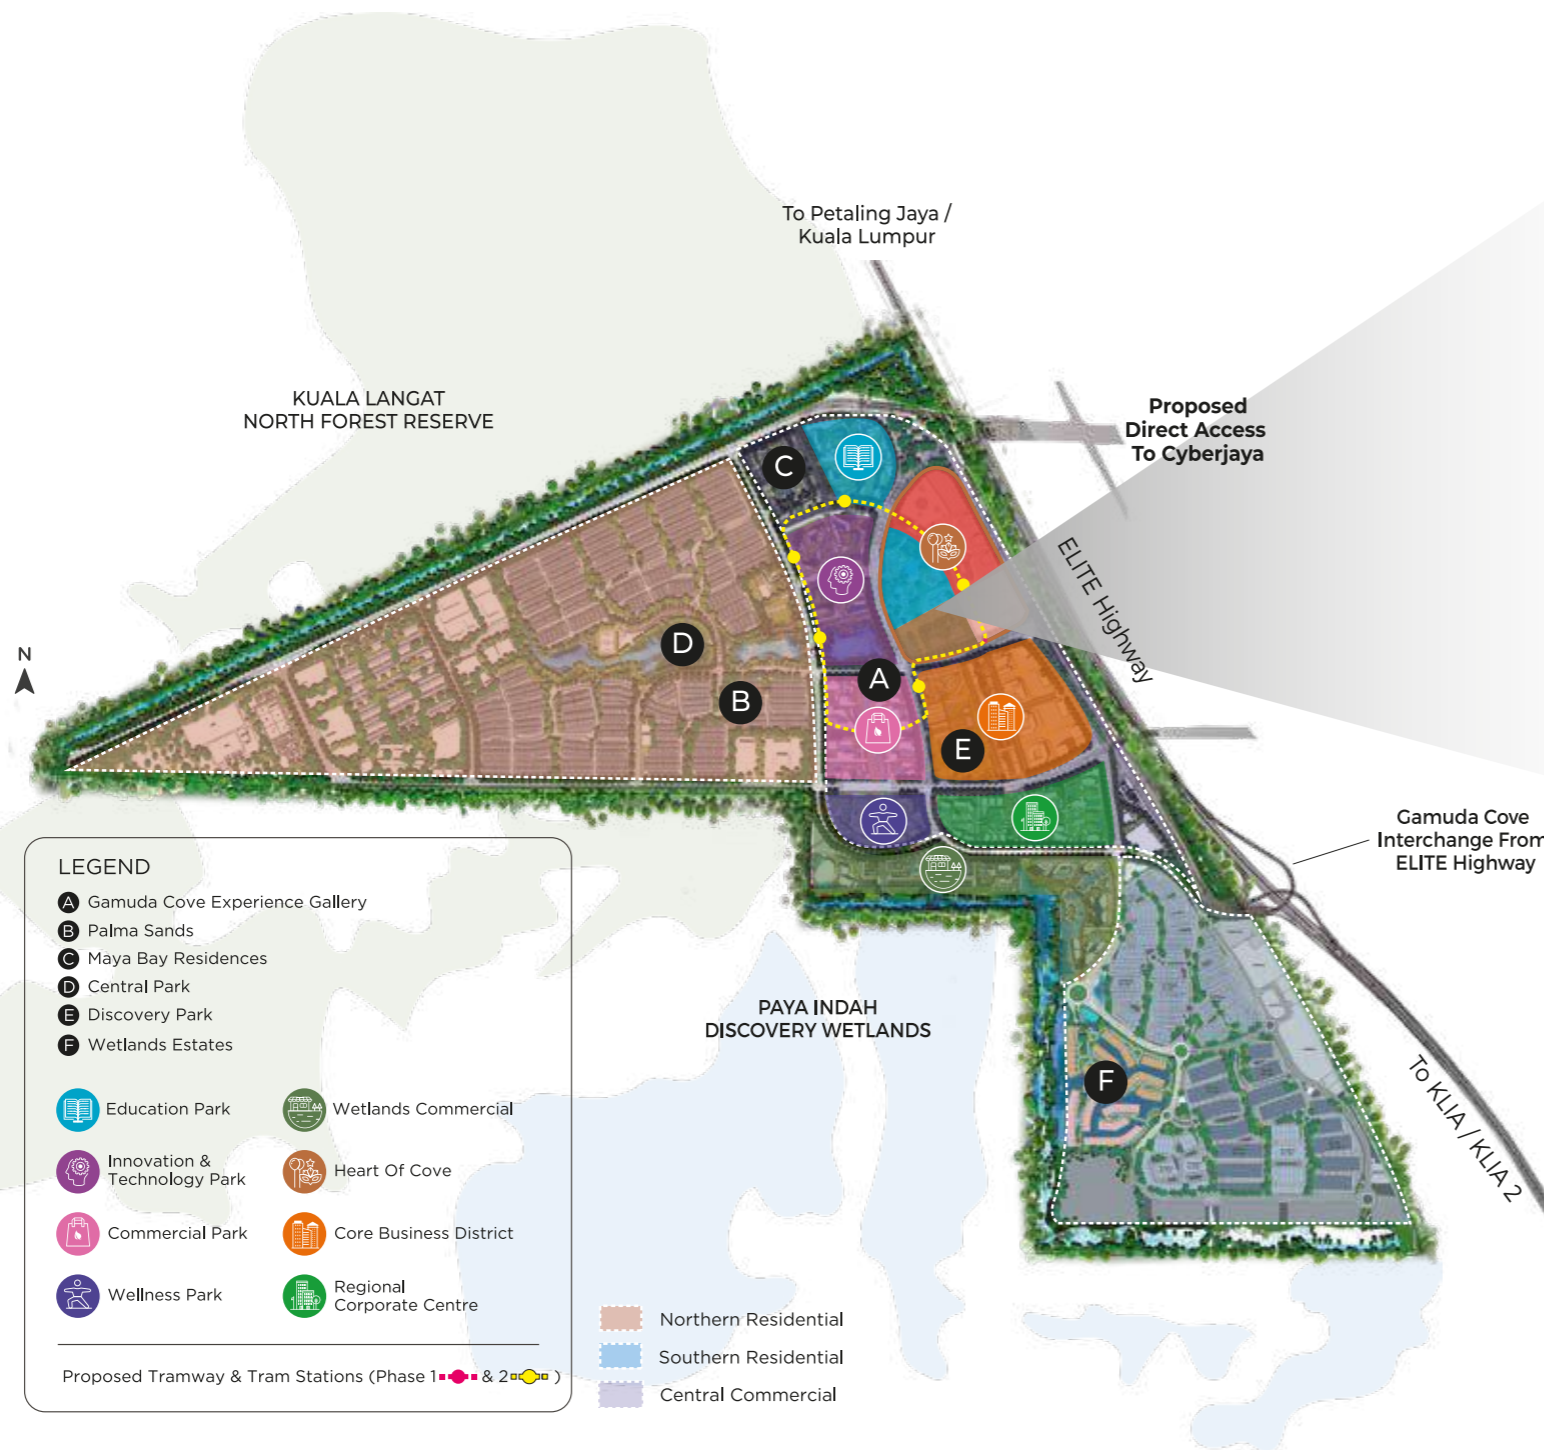 To Petaling Jaya /
Kuala Lumpur
KUALA LANGAT
NORTH FOREST RESERVE
Proposed
Direct Access
To Cyberjaya
C
ELITE Highway
N
D
B
A
E
Gamuda Cove
Interchange From
ELITE Highway
PAYA INDAH
DISCOVERY WETLANDS
F
To KLIA / KLIA 2
LEGEND
A Gamuda Cove Experience Gallery
B Palma Sands
C Maya Bay Residences
D Central Park
E Discovery Park
F Wetlands Estates
Education Park
Innovation &
Technology Park
Commercial Park
Wellness Park
Wetlands Commercial
Heart Of Cove
Core Business District
Regional
Corporate Centre
Proposed Tramway & Tram Stations (Phase 1 & 2 )
Northern Residential
Southern Residential
Central Commercial